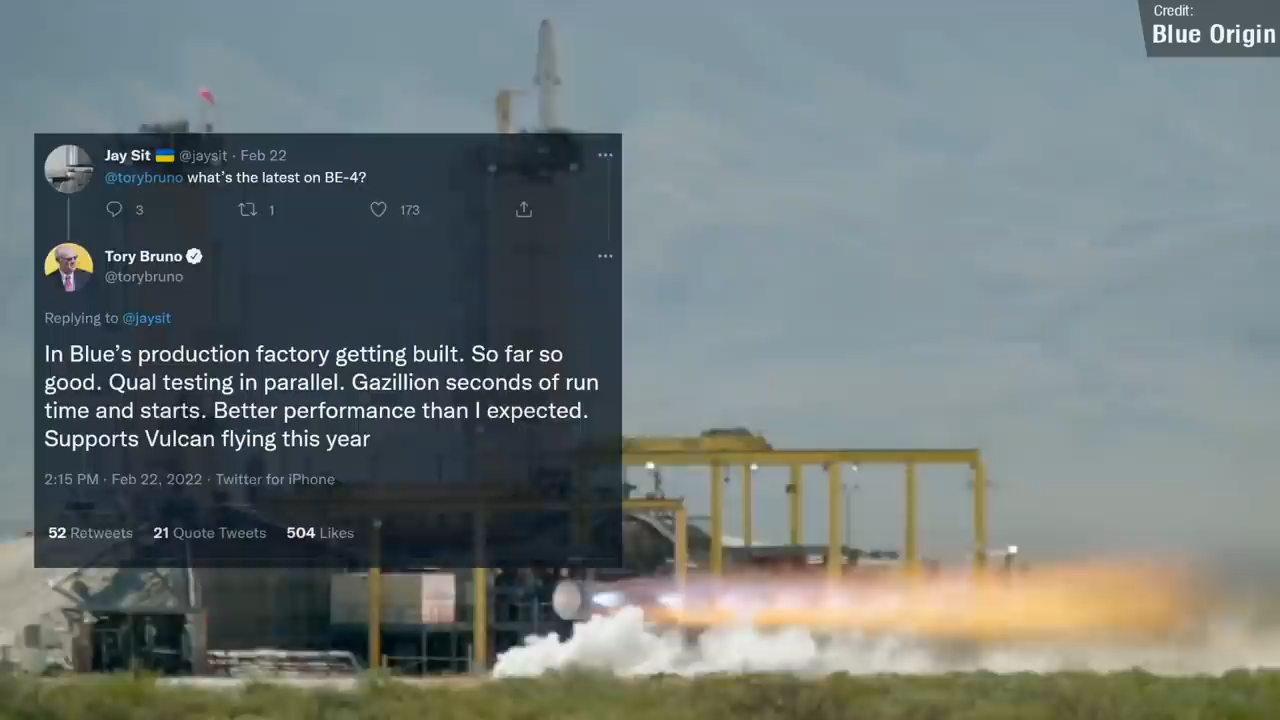 Credit:
Blue Origin
Jay Sit 🇺🇦 @jaysit · Feb 22
@torybruno what's the latest on BE-4?
3 1 173
Tory Bruno
@torybruno
Replying to @jaysit
In Blue's production factory getting built. So far so
good. Qual testing in parallel. Gazillion seconds of run
time and starts. Better performance than I expected.
Supports Vulcan flying this year
2:15 PM · Feb 22, 2022 · Twitter for iPhone
52 Retweets 21 Quote Tweets 504 Likes